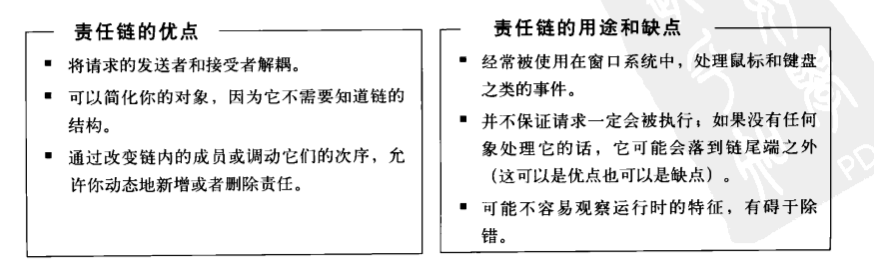 责任链的优点
■ 将请求的发送者和接受者解耦。
■ 可以简化你的对象，因为它不需要知道链的
结构。
■ 通过改变链内的成员或调动它们的次序，允
许你动态地新增或者删除责任。
责任链的用途和缺点
■ 经常被使用在窗口系统中，处理鼠标和键盘
之类的事件。
■ 并不保证请求一定会被执行；如果没有任何
象处理它的话，它可能会落到链尾端之外
（这可以是优点也可以是缺点）。
■ 可能不容易观察运行时的特征，有碍于除
错。
PD